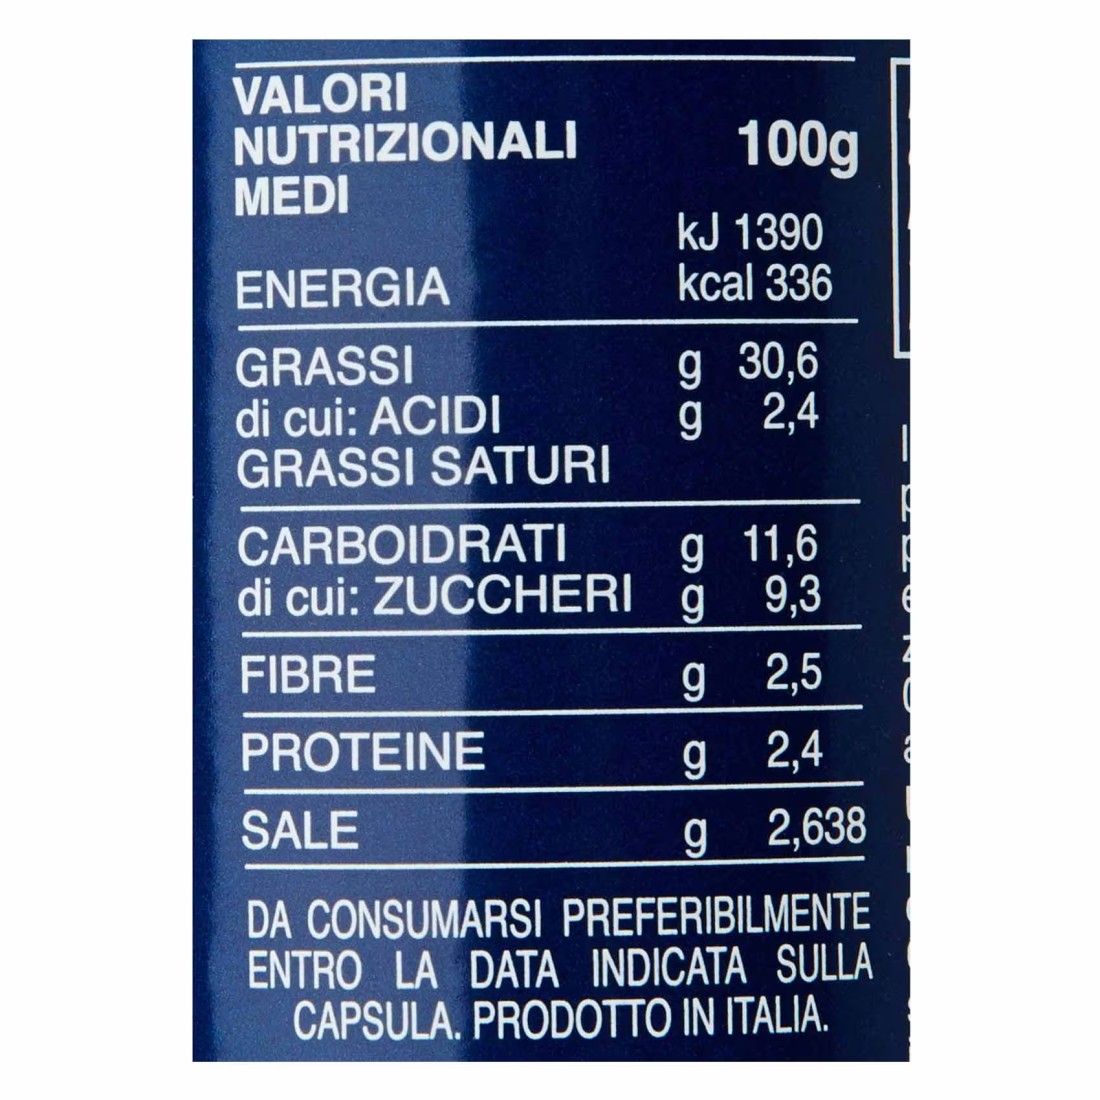 VALORI
NUTRIZIONALI 100g
MEDI
kJ 1390
ENERGIA kcal 336
GRASSI g 30,6
di cui: ACIDI g 2,4
GRASSI SATURI
CARBOIDRATI g 11,6
di cui: ZUCCHERI g 9,3
FIBRE g 2,5
PROTEINE g 2,4
SALE g 2,638
DA CONSUMARSI PREFERIBILMENTE
ENTRO LA DATA INDICATA SULLA
CAPSULA. PRODOTTO IN ITALIA.